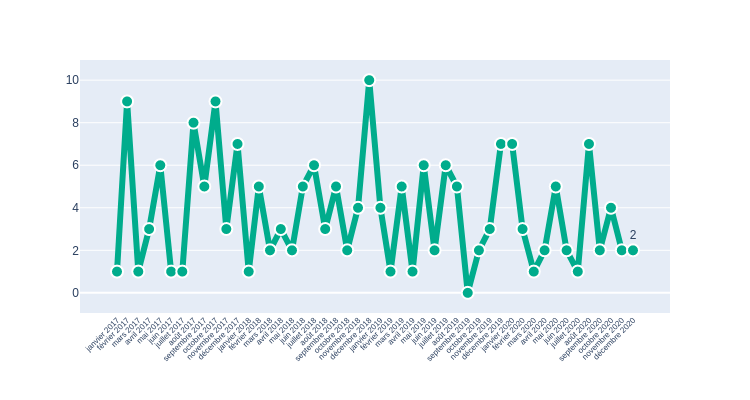 10
8
6
4
2
0
2
janvier 2017
février 2017
mars 2017
avril 2017
mai 2017
juin 2017
juillet 2017
août 2017
septembre 2017
octobre 2017
novembre 2017
décembre 2017
janvier 2018
février 2018
mars 2018
avril 2018
mai 2018
juin 2018
juillet 2018
août 2018
septembre 2018
octobre 2018
novembre 2018
décembre 2018
janvier 2019
février 2019
mars 2019
avril 2019
mai 2019
juin 2019
juillet 2019
août 2019
septembre 2019
octobre 2019
novembre 2019
décembre 2019
janvier 2020
février 2020
mars 2020
avril 2020
mai 2020
juin 2020
juillet 2020
août 2020
septembre 2020
octobre 2020
novembre 2020
décembre 2020